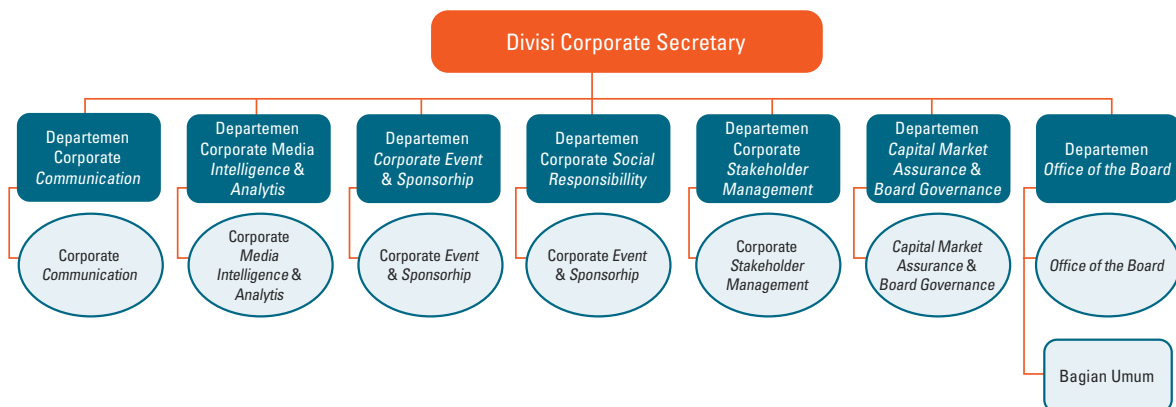 Divisi Corporate Secretary
Departemen
Corporate
Communication
Departemen
Corporate Media
Intelligence &
Analytis
Departemen
Corporate Event
& Sponsorhip
Departemen
Corporate Social
Responsibillity
Departemen
Corporate
Stakeholder
Management
Departemen
Capital Market
Assurance &
Board Governance
Departemen
Office of the Board
Corporate
Communication
Corporate
Media
Intelligence &
Analytis
Corporate Event
& Sponsorhip
Corporate Event
& Sponsorhip
Corporate
Stakeholder
Management
Capital Market
Assurance &
Board Governance
Office of the Board
Bagian Umum